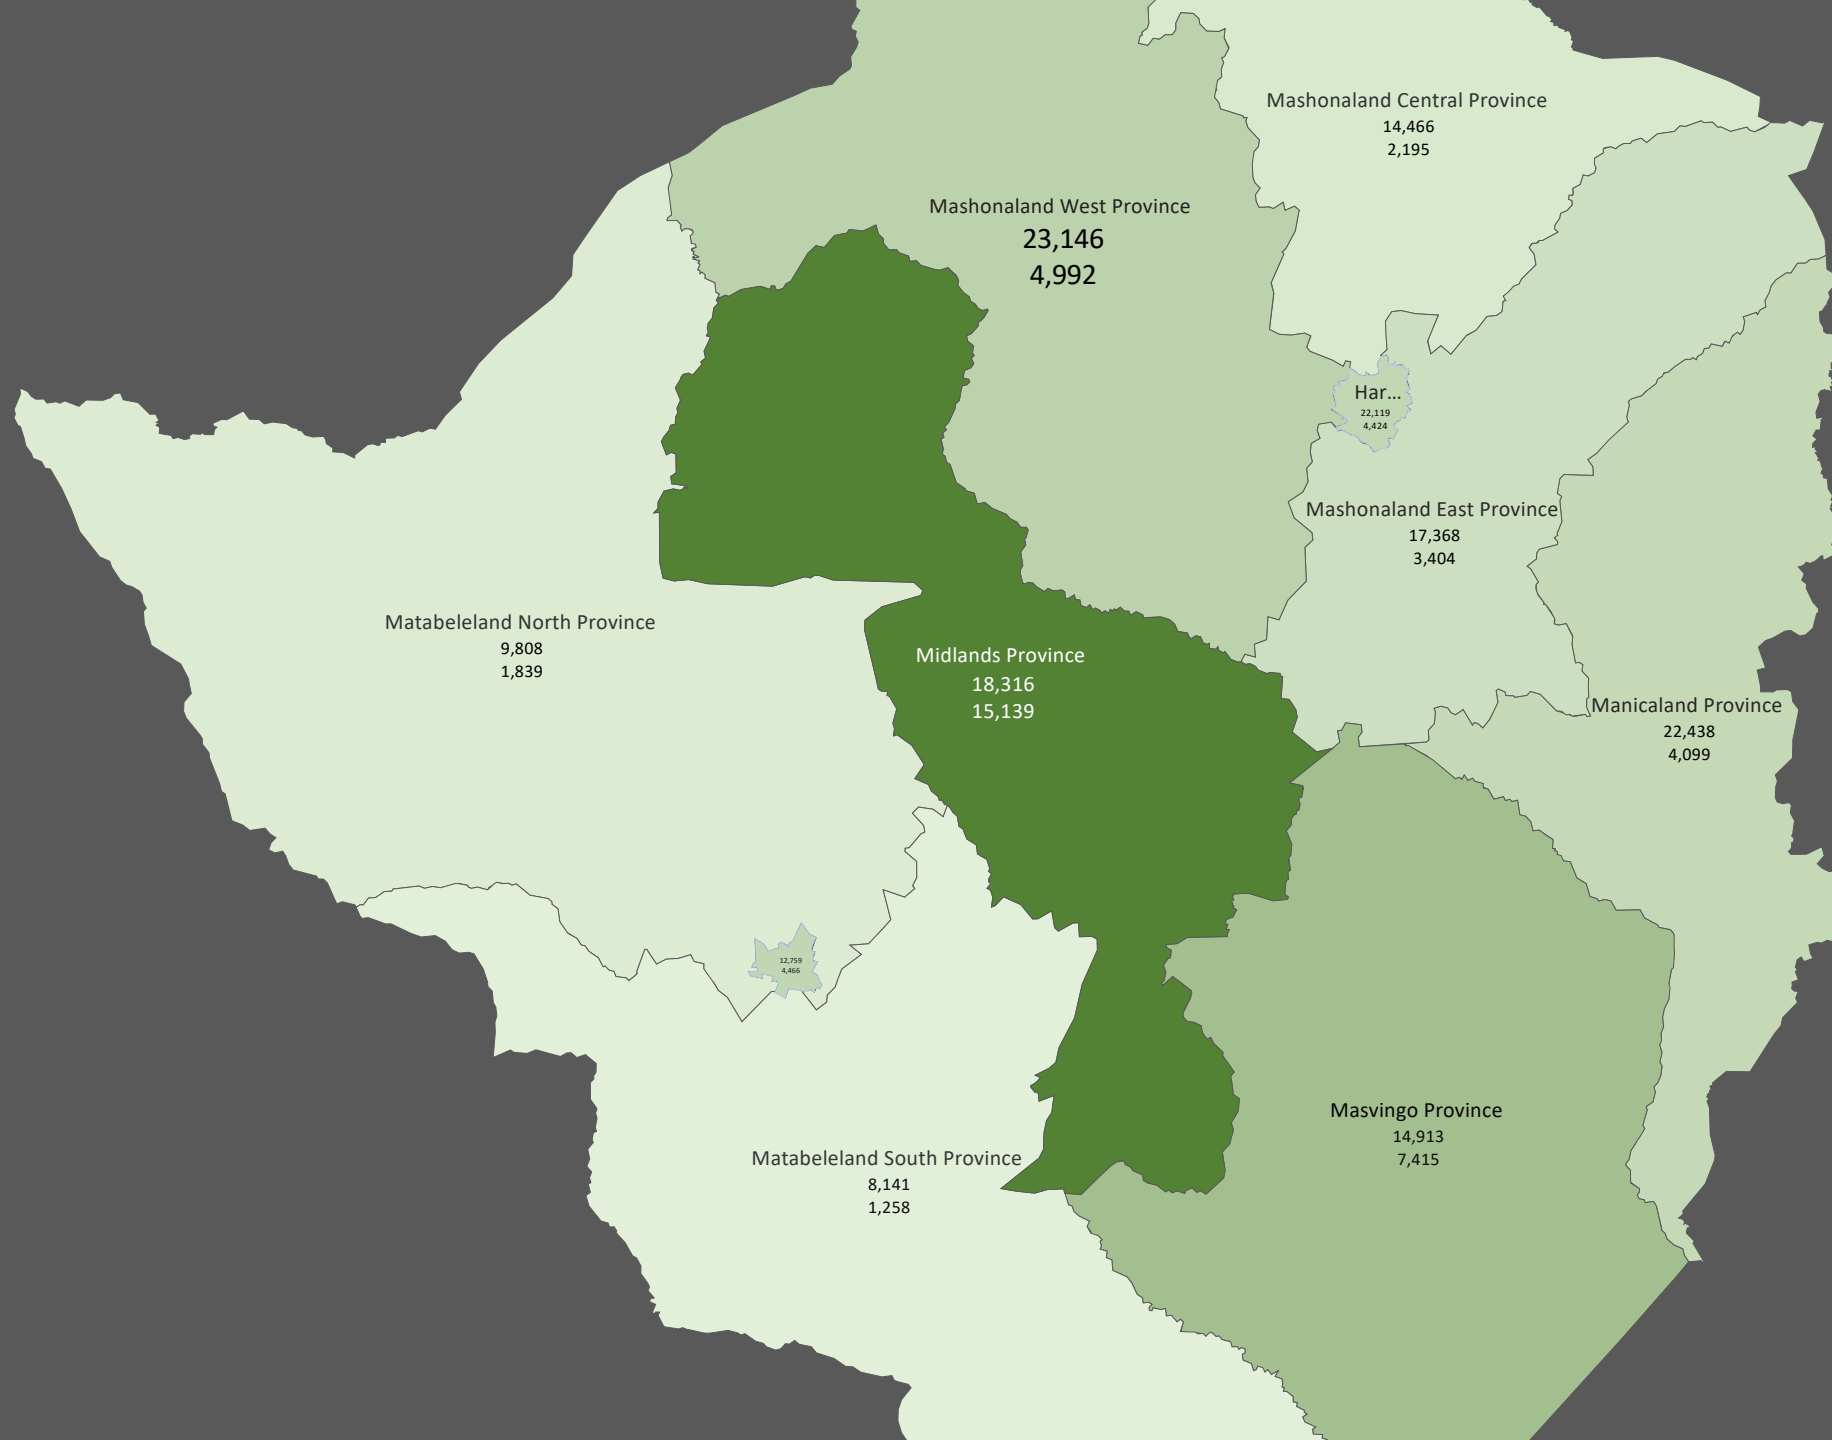 Mashonaland Central Province
14,466
2,195
Mashonaland West Province
23,146
4,992
Har...
22,119
4,424
Mashonaland East Province
17,368
3,404
Matabeleland North Province
9,808
1,839
Midlands Province
18,316
15,139
Manicaland Province
22,438
4,099
12,759
4,466
Masvingo Province
14,913
7,415
Matabeleland South Province
8,141
1,258